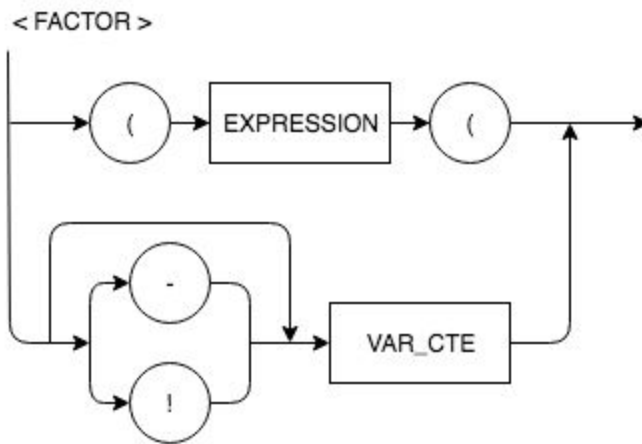 < FACTOR >
( EXPRESSION (
-
VAR_CTE
!